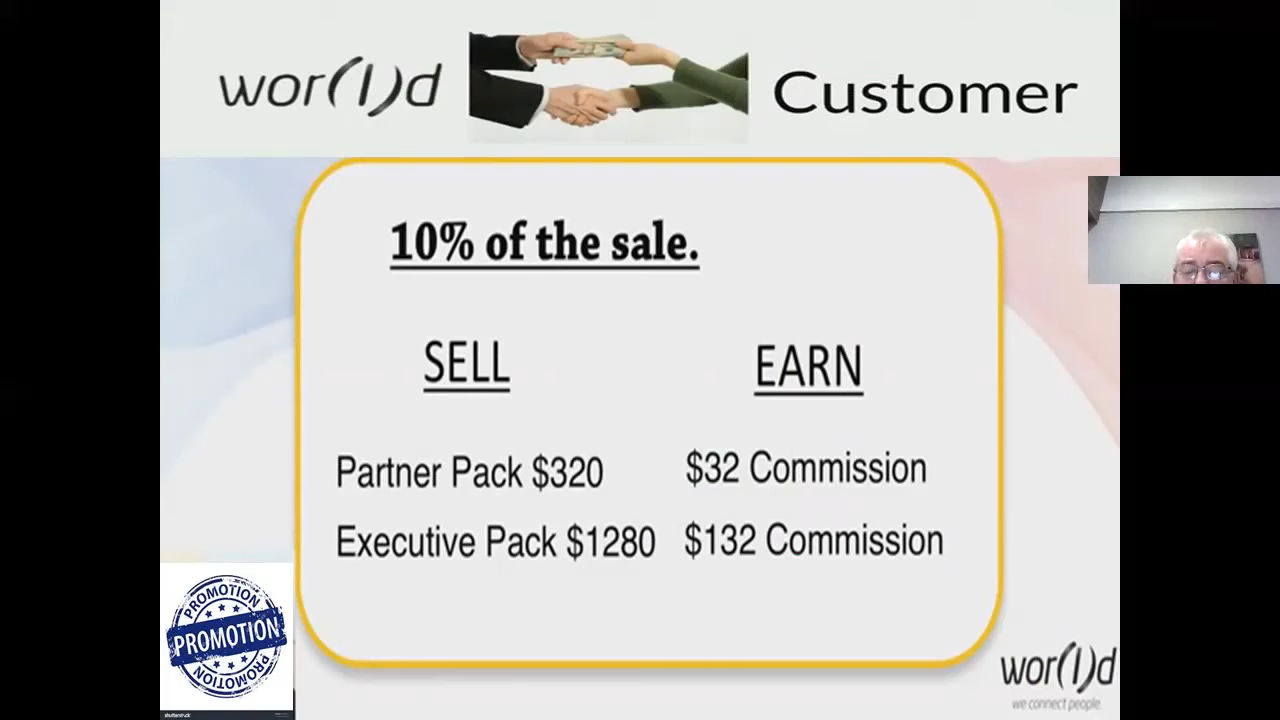 wor(l)d
Customer
10% of the sale.
SELL
EARN
Partner Pack $320
$32 Commission
Executive Pack $1280
$132 Commission
PROMOTION
PROMOTION
PROMOTION
shutterstock
wor(l)d
we connect people.